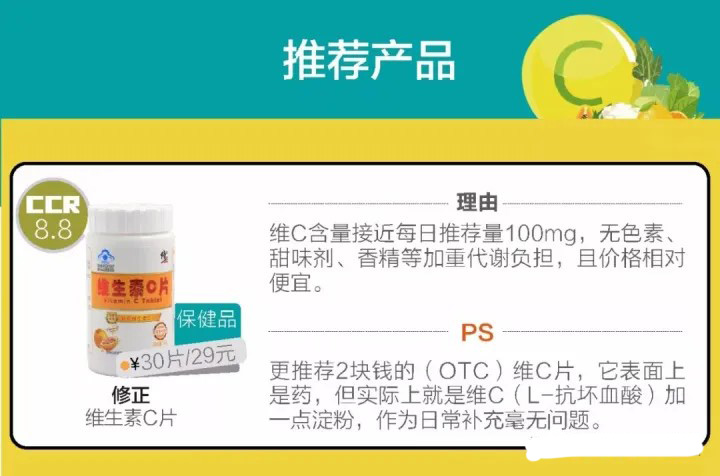 推荐产品
C
CCR
8.8
理由
维C含量接近每日推荐量100mg，无色素、
甜味剂、香精等加重代谢负担，且价格相对
便宜。
修正
维生素C片
Vitamin C Tablet
保健品
¥30片/29元
PS
更推荐2块钱的（OTC）维C片，它表面上
是药，但实际上就是维C（L-抗坏血酸）加
一点淀粉，作为日常补充毫无问题。
修正
维生素C片